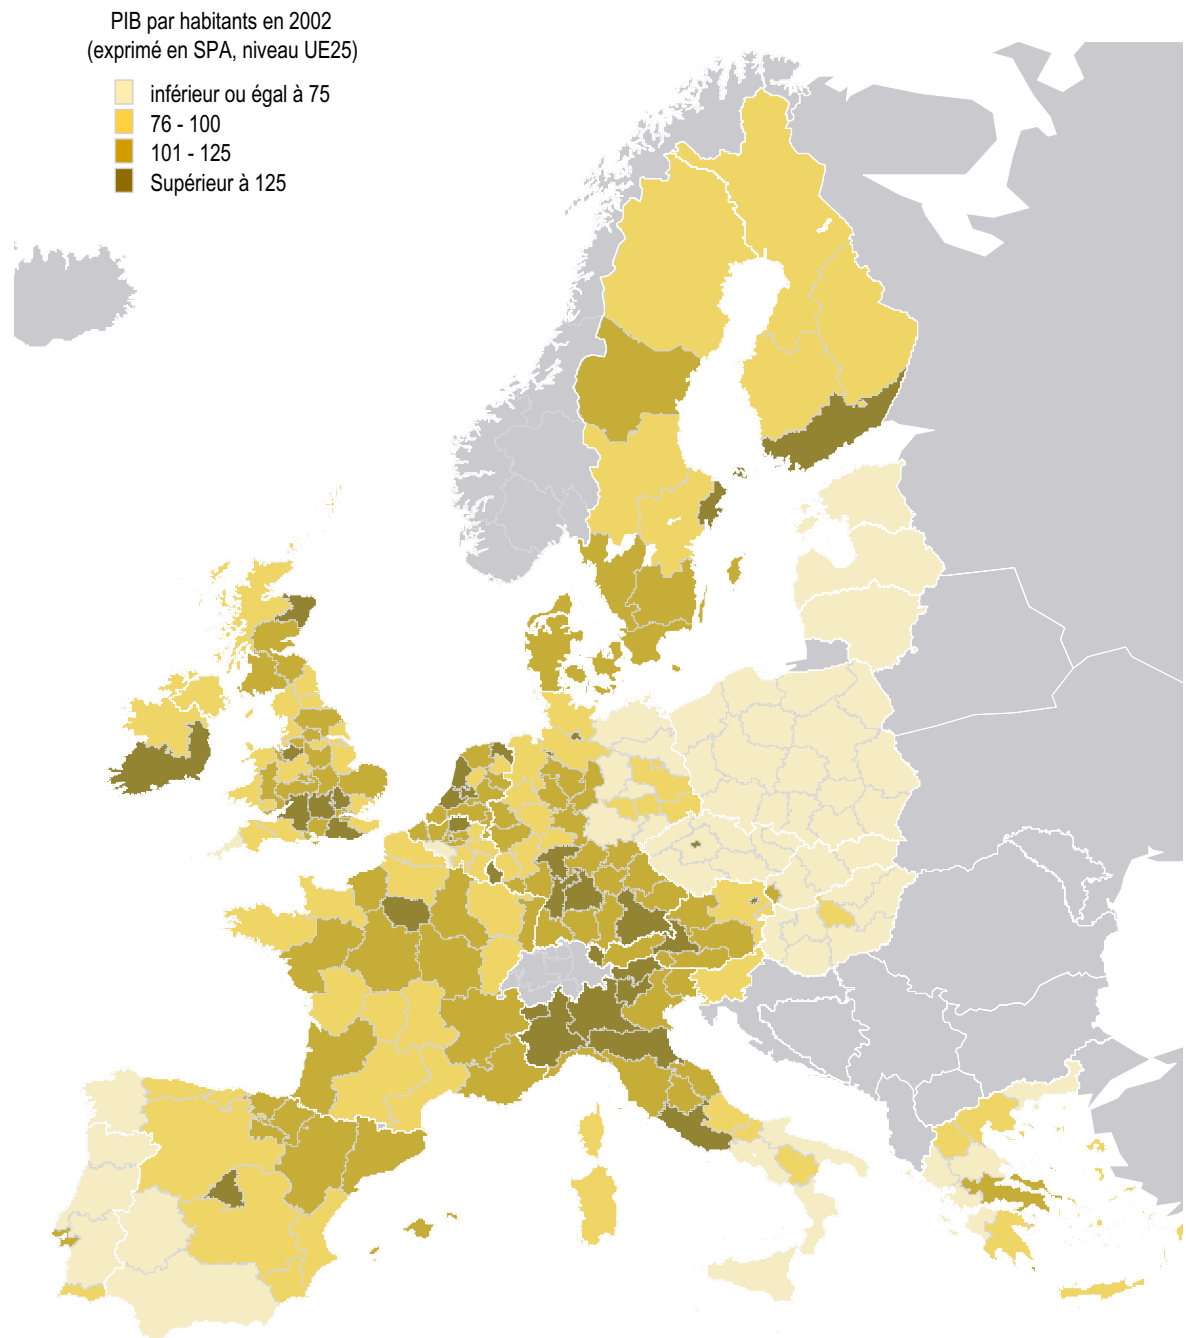 PIB par habitants en 2002
(exprimé en SPA, niveau UE25)
inférieur ou égal à 75
76 - 100
101 - 125
Supérieur à 125